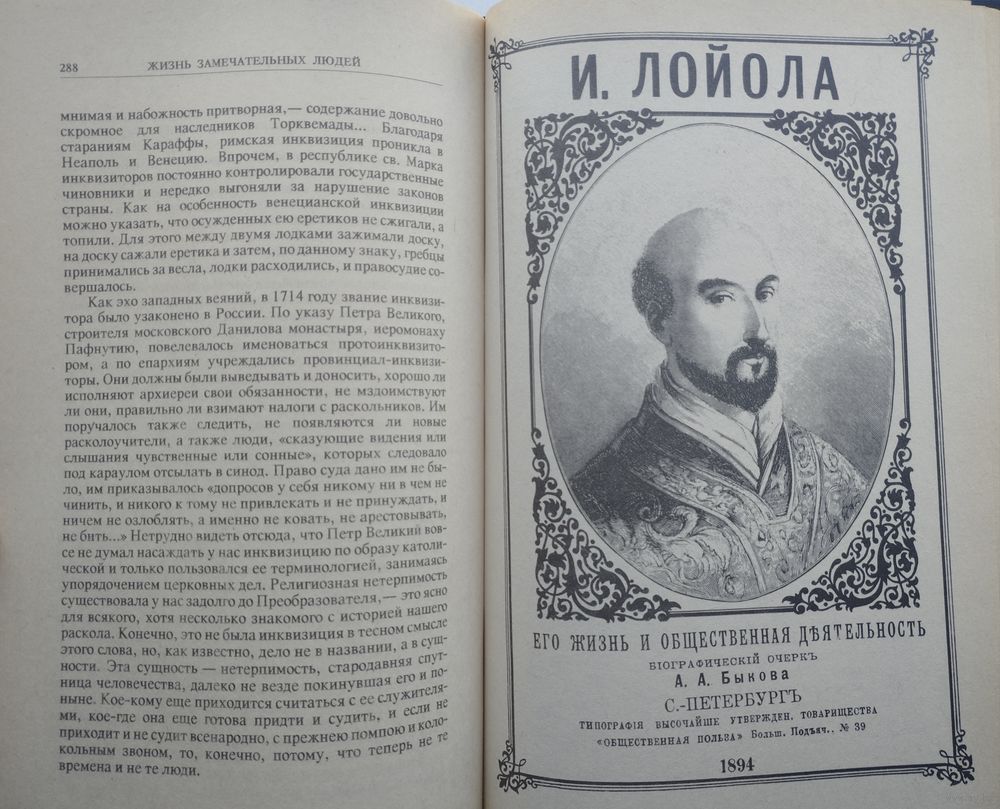 288
ЖИЗНЬ ЗАМЕЧАТЕЛЬНЫХ ЛЮДЕЙ
мнимая и набожность притворная,— содержание довольно
скромное для наследников Торквемады... Благодаря
стараниям Караффы, римская инквизиция проникла в
Неаполь и Венецию. Впрочем, в республике св. Марка
инквизиторов постоянно контролировали государственные
чиновники и нередко выгоняли за нарушение законов
страны. Как на особенность венецианской инквизиции
можно указать, что осужденных ею еретиков не сжигали, а
топили. Для этого между двумя лодками зажимали доску,
на доску сажали еретика и затем, по данному знаку, гребцы
принимались за весла, лодки расходились, и правосудие со-
вершалось.
Как эхо западных веяний, в 1714 году звание инквизи-
тора было узаконено в России. По указу Петра Великого,
строителя московского Данилова монастыря, иеромонаху
Пафнутию, повелевалось именоваться протоинквизито-
ром, а по епархиям учреждались провинциал-инквизи-
торы. Они должны были выведывать и доносить, хорошо ли
исполняют архиереи свои обязанности, не мздоимствуют
ли они, правильно ли взимают налоги с раскольников. Им
поручалось также следить, не появляются ли новые
расколоучители, а также люди, «сказующие видения или
слышания чувственные или сонные», которых следовало
под караулом отсылать в синод. Право суда дано им не бы-
ло, им приказывалось «допросов у себя никому ни в чем не
чинить, и никого к тому не привлекать и не принуждать, и
ничем не озлоблять, а именно не ковать, не арестовывать,
не бить...» Нетрудно видеть отсюда, что Петр Великий вов-
се не думал насаждать у нас инквизицию по образу католи-
ческой и только пользовался ее терминологией, занимаясь
упорядочением церковных дел. Религиозная нетерпимость
существовала у нас задолго до Преобразователя,— это ясно
для всякого, хотя несколько знакомого с историей нашего
раскола. Конечно, это не была инквизиция в тесном смысле
этого слова, но, как известно, дело не в названии, а в сущ-
ности. Эта сущность — нетерпимость, стародавняя спут-
ница человечества, далеко не везде покинувшая его и по-
ныне. Кое-кому еще приходится считаться с ее служителя-
ми, кое-где она еще готова придти и судить, и если не
приходит и не судит всенародно, с прежнею помпою и коло-
кольным звоном, то, конечно, потому, что теперь не те
времена и не те люди.
И. ЛОЙОЛА
ЕГО ЖИЗНЬ И ОБЩЕСТВЕННАЯ ДѢЯТЕЛЬНОСТЬ
БІОГРАФИЧЕСКІЙ ОЧЕРКЪ
А. А. Быкова
С.-ПЕТЕРБУРГЪ
ТИПОГРАФІЯ ВЫСОЧАЙШЕ УТВЕРЖДЕН. ТОВАРИЩЕСТВА
«ОБЩЕСТВЕННАЯ ПОЛЬЗА» Больш. Подъяч.. № 39
1894